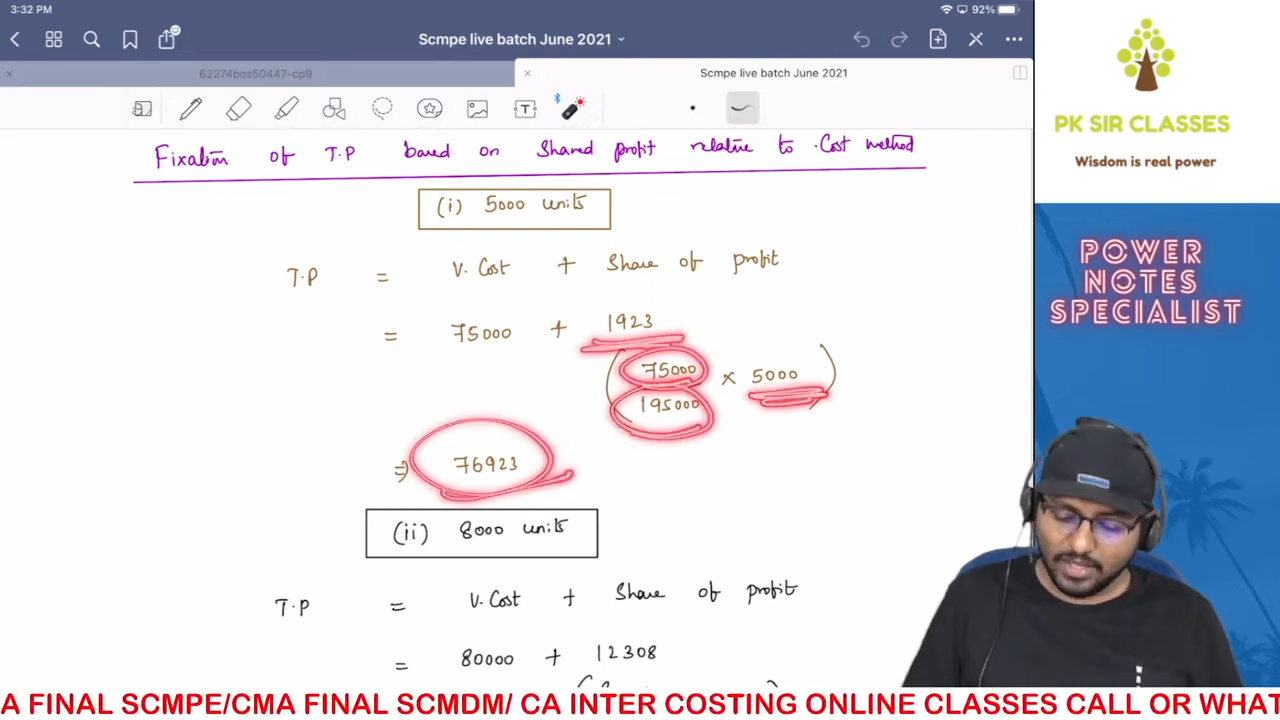 3:32 PM
92%
Scmpe live batch June 2021
62274bos50447-cp9
Scmpe live batch June 2021
Fixation of T.P based on Shared profit relative to Cost method
(i) 5000 units
T.P = V. Cost + Share of profit
= 75000 + 1923
( 75000 × 5000 )
195000
⇒ 76923
(ii) 8000 units
T.P = V. Cost + Share of profit
= 80000 + 12308
PK SIR CLASSES
Wisdom is real power
POWER
NOTES
SPECIALIST
A FINAL SCMPE/CMA FINAL SCMDM/ CA INTER COSTING ONLINE CLASSES CALL OR WHAT